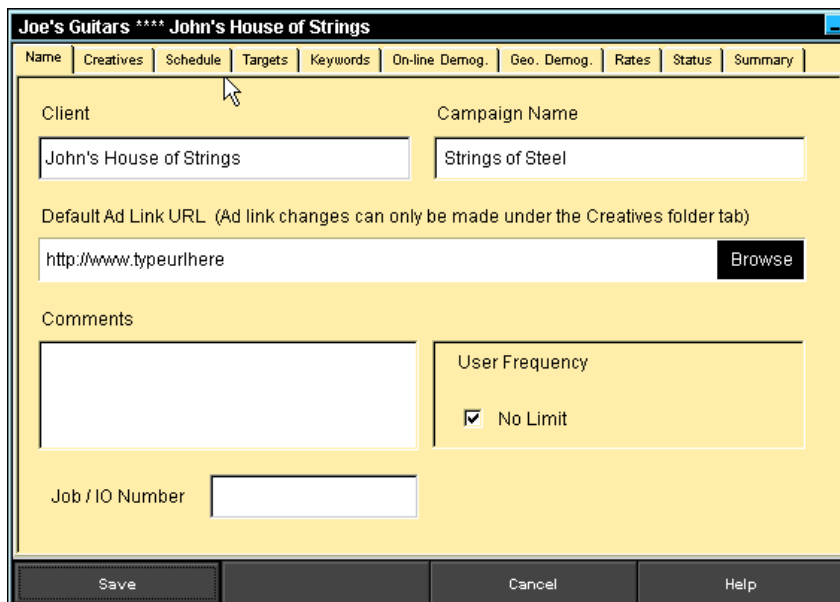 Joe's Guitars **** John's House of Strings
Name Creatives Schedule Targets Keywords On-line Demog. Geo. Demog. Rates Status Summary
Client Campaign Name
John's House of Strings Strings of Steel
Default Ad Link URL (Ad link changes can only be made under the Creatives folder tab)
http://www.typeurlhere Browse
Comments
User Frequency
No Limit
Job / IO Number
Save Cancel Help